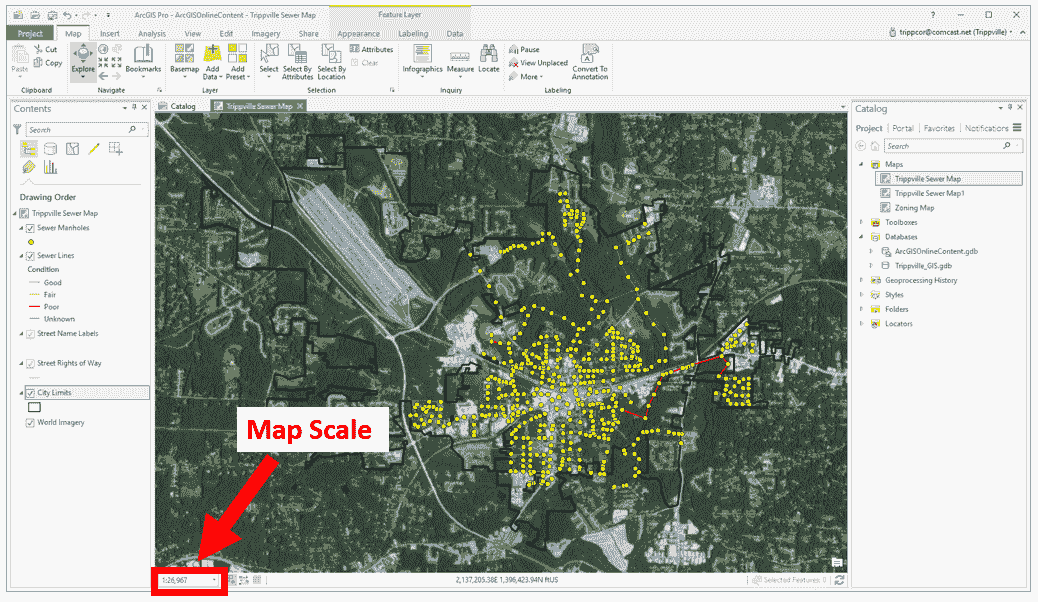 ArcGIS Pro - ArcGISOnlineContent - Trippville Sewer Map
Feature Layer
?
Project Map Insert Analysis View Edit Imagery Share Appearance Labeling Data
trippcor@comcast.net (Trippville)
Paste
Cut
Copy
Explore
Bookmarks
Basemap
Add Data
Add Preset
Select
Select By Attributes
Select By Location
Attributes
Clear
Infographics
Measure
Locate
Pause
View Unplaced
More
Convert To Annotation
Clipboard
Navigate
Layer
Selection
Inquiry
Labeling
Contents
Search
Drawing Order
Trippville Sewer Map
Sewer Manholes
Sewer Lines
Condition
Good
Fair
Poor
Unknown
Street Name Labels
Street Rights of Way
City Limits
World Imagery
Catalog
Trippville Sewer Map
Map Scale
1:26,967
2,137,205.38E 1,396,423.94N ftUS
Selected Features: 0
Catalog
Project Portal Favorites Notifications
Search
Maps
Trippville Sewer Map
Trippville Sewer Map1
Zoning Map
Toolboxes
Databases
ArcGISOnlineContent.gdb
Trippville_GIS.gdb
Geoprocessing History
Styles
Folders
Locators